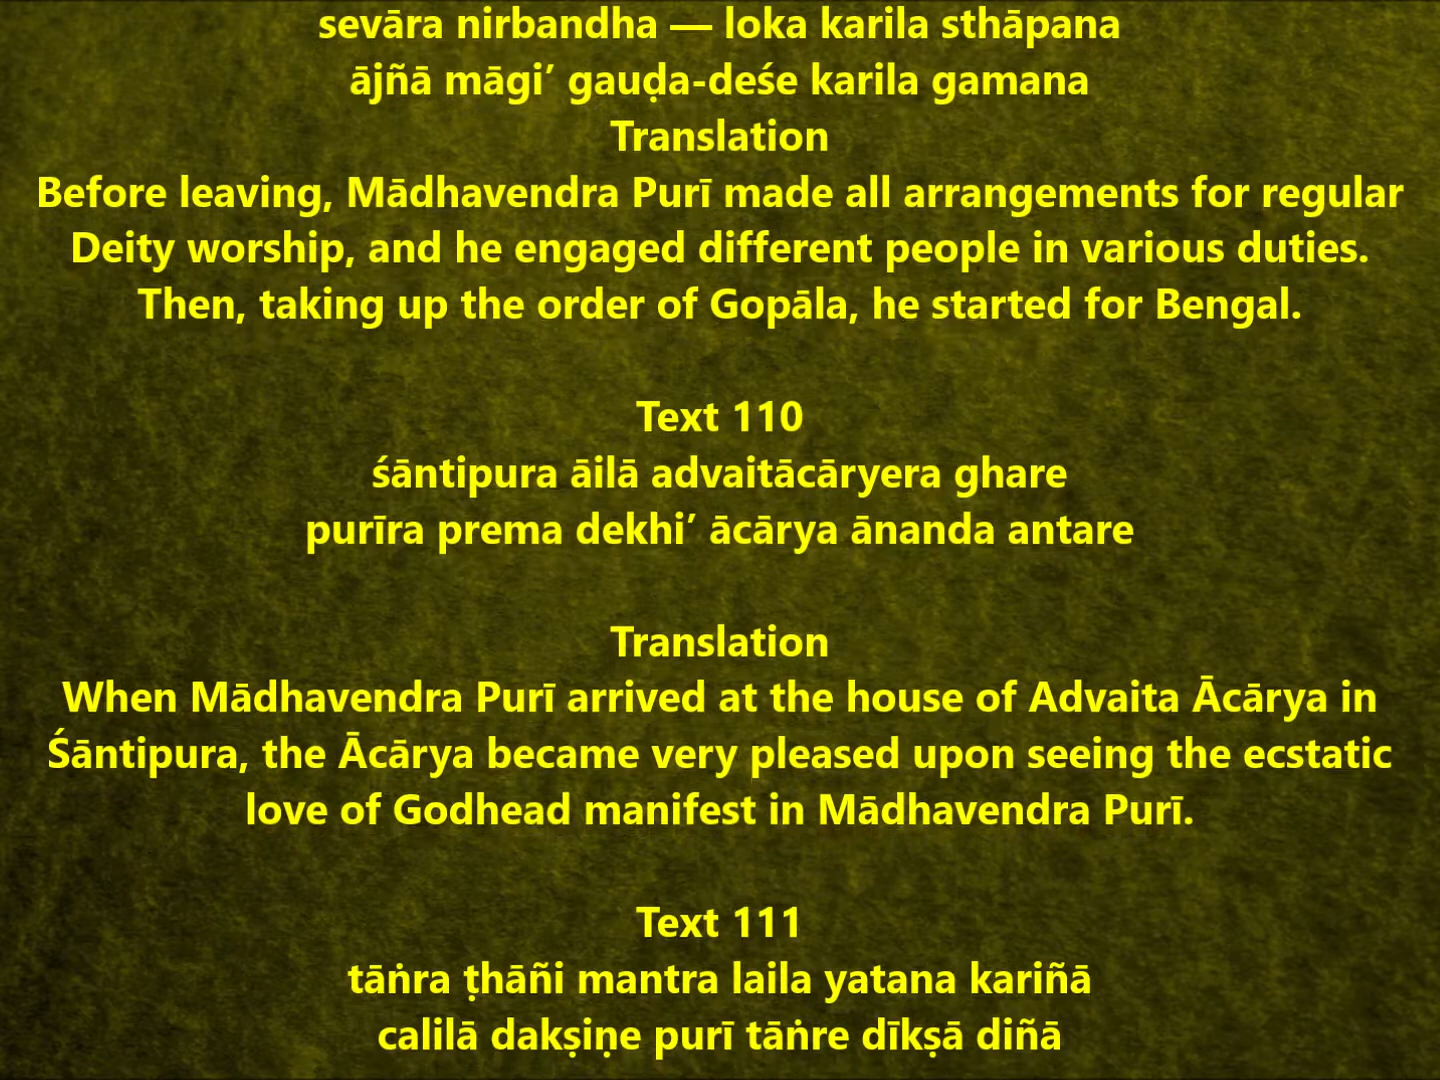 sevāra nirbandha — loka karila sthāpana
ājñā māgi’ gauḍa-deśe karila gamana
Translation
Before leaving, Mādhavendra Purī made all arrangements for regular
Deity worship, and he engaged different people in various duties.
Then, taking up the order of Gopāla, he started for Bengal.
Text 110
śāntipura āilā advaitācāryera ghare
purīra prema dekhi’ ācārya ānanda antare
Translation
When Mādhavendra Purī arrived at the house of Advaita Ācārya in
Śāntipura, the Ācārya became very pleased upon seeing the ecstatic
love of Godhead manifest in Mādhavendra Purī.
Text 111
tāṅra ṭhāñi mantra laila yatana kariñā
calilā dakṣiṇe purī tāṅre dīkṣā diñā